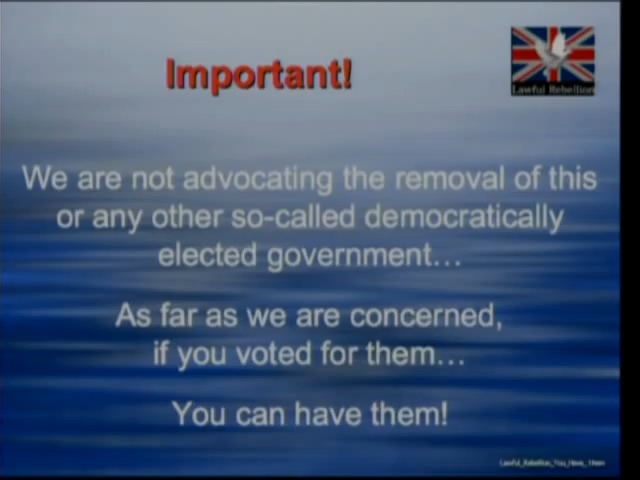 Important!
Lawful Rebellion
We are not advocating the removal of this
or any other so-called democratically
elected government...
As far as we are concerned,
if you voted for them...
You can have them!
Lawful_Rebellion_You_Have_Them